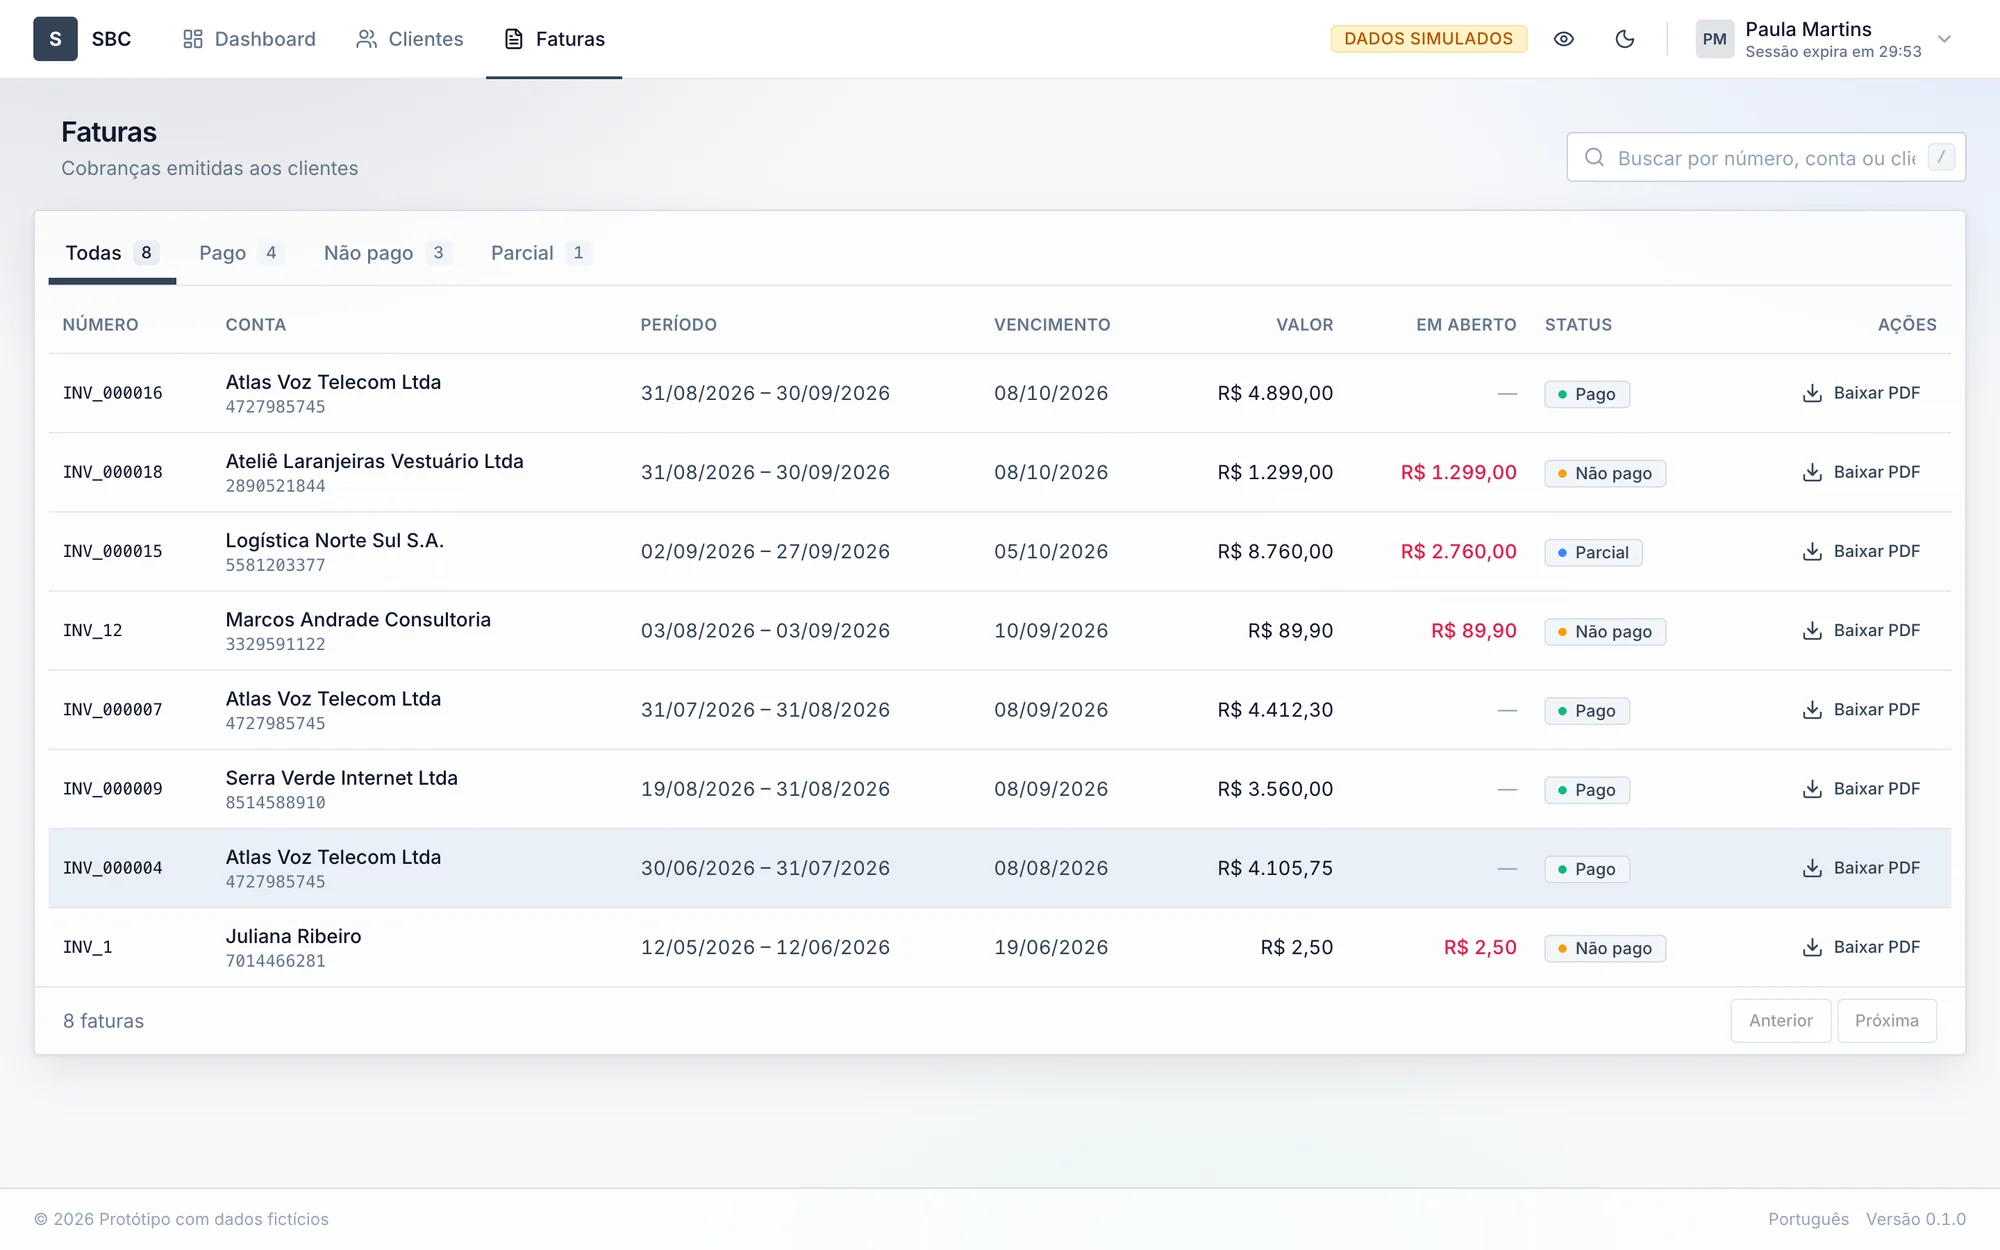 S SBC Dashboard Clientes Faturas DADOS SIMULADOS PM Paula Martins
Sessão expira em 29:53
Faturas
Cobranças emitidas aos clientes
Buscar por número, conta ou clie /
Todas 8 Pago 4 Não pago 3 Parcial 1
NÚMERO CONTA PERÍODO VENCIMENTO VALOR EM ABERTO STATUS AÇÕES
INV_000016 Atlas Voz Telecom Ltda 31/08/2026 – 30/09/2026 08/10/2026 R$ 4.890,00 — Pago Baixar PDF
4727985745
INV_000018 Ateliê Laranjeiras Vestuário Ltda 31/08/2026 – 30/09/2026 08/10/2026 R$ 1.299,00 R$ 1.299,00 Não pago Baixar PDF
2890521844
INV_000015 Logística Norte Sul S.A. 02/09/2026 – 27/09/2026 05/10/2026 R$ 8.760,00 R$ 2.760,00 Parcial Baixar PDF
5581203377
INV_12 Marcos Andrade Consultoria 03/08/2026 – 03/09/2026 10/09/2026 R$ 89,90 R$ 89,90 Não pago Baixar PDF
3329591122
INV_000007 Atlas Voz Telecom Ltda 31/07/2026 – 31/08/2026 08/09/2026 R$ 4.412,30 — Pago Baixar PDF
4727985745
INV_000009 Serra Verde Internet Ltda 19/08/2026 – 31/08/2026 08/09/2026 R$ 3.560,00 — Pago Baixar PDF
8514588910
INV_000004 Atlas Voz Telecom Ltda 30/06/2026 – 31/07/2026 08/08/2026 R$ 4.105,75 — Pago Baixar PDF
4727985745
INV_1 Juliana Ribeiro 12/05/2026 – 12/06/2026 19/06/2026 R$ 2,50 R$ 2,50 Não pago Baixar PDF
7014466281
8 faturas Anterior Próxima
© 2026 Protótipo com dados fictícios Português Versão 0.1.0